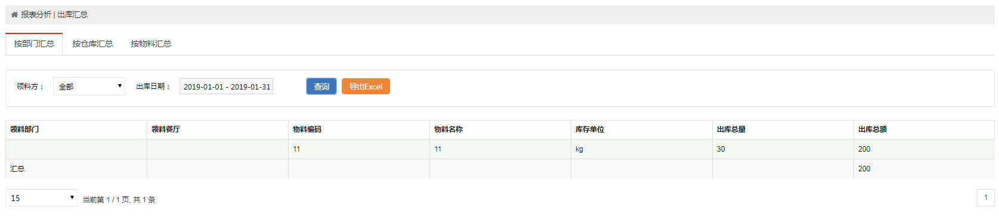 报表分析 | 出库汇总
按部门汇总 按仓库汇总 按物料汇总
领料方： 全部 出库日期： 2019-01-01 - 2019-01-31 查询 导出Excel
领料部门 领料餐厅 物料编码 物料名称 库存单位 出库总量 出库总额
11 11 kg 30 200
汇总 200
15 当前第 1 / 1 页, 共 1 条 1